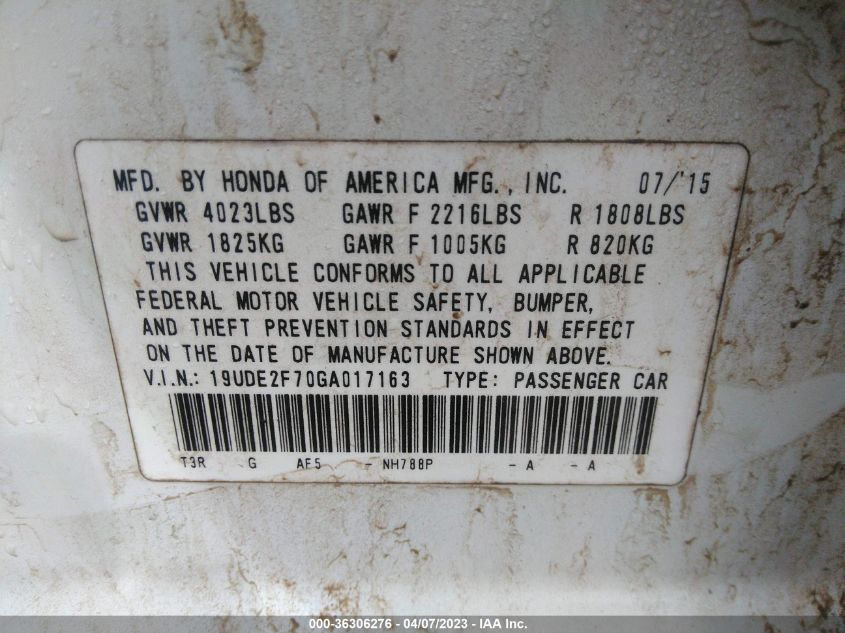 MFD. BY HONDA OF AMERICA MFG., INC. 07/'15
GVWR 4023LBS GAWR F 2216LBS R 1808LBS
GVWR 1825KG GAWR F 1005KG R 820KG
THIS VEHICLE CONFORMS TO ALL APPLICABLE
FEDERAL MOTOR VEHICLE SAFETY, BUMPER,
AND THEFT PREVENTION STANDARDS IN EFFECT
ON THE DATE OF MANUFACTURE SHOWN ABOVE.
V.I.N.: 19UDE2F70GA017163 TYPE: PASSENGER CAR
T3R G AF5 - NH788P - A - A
000-36306276 - 04/07/2023 - IAA Inc.